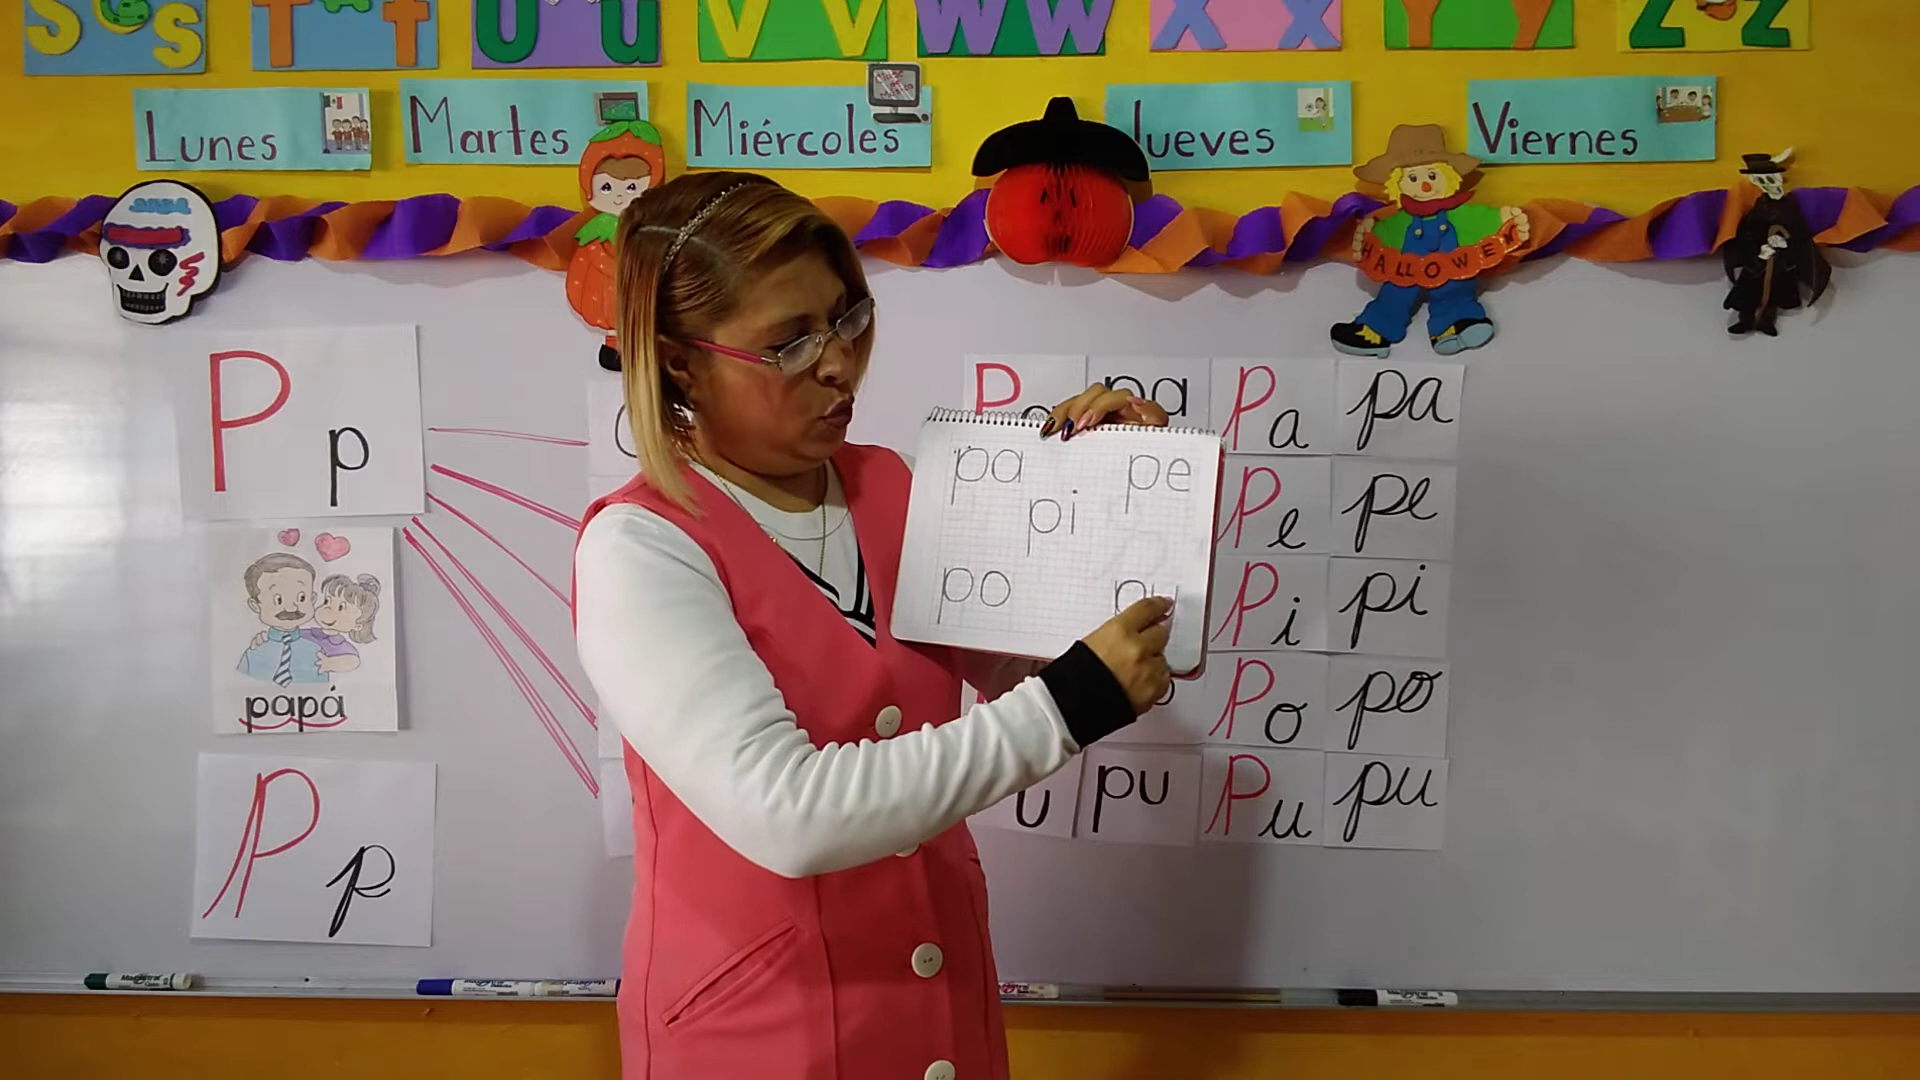 S s T t U u V v W w X x Y y Z z
Lunes Martes Miércoles Jueves Viernes
HALLOWEEN
P p
papá
P p
pa pe
pi
po pu
P pa Pa pa
Pe pe
Pi pi
Po po
u pu Pu pu